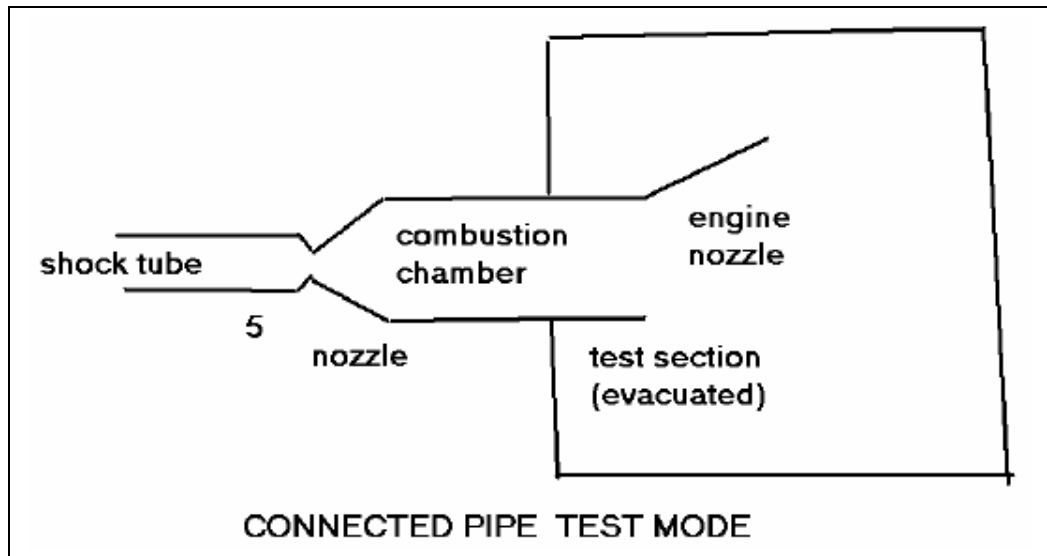 shock tube
5
nozzle
combustion
chamber
engine
nozzle
test section
(evacuated)
CONNECTED PIPE TEST MODE